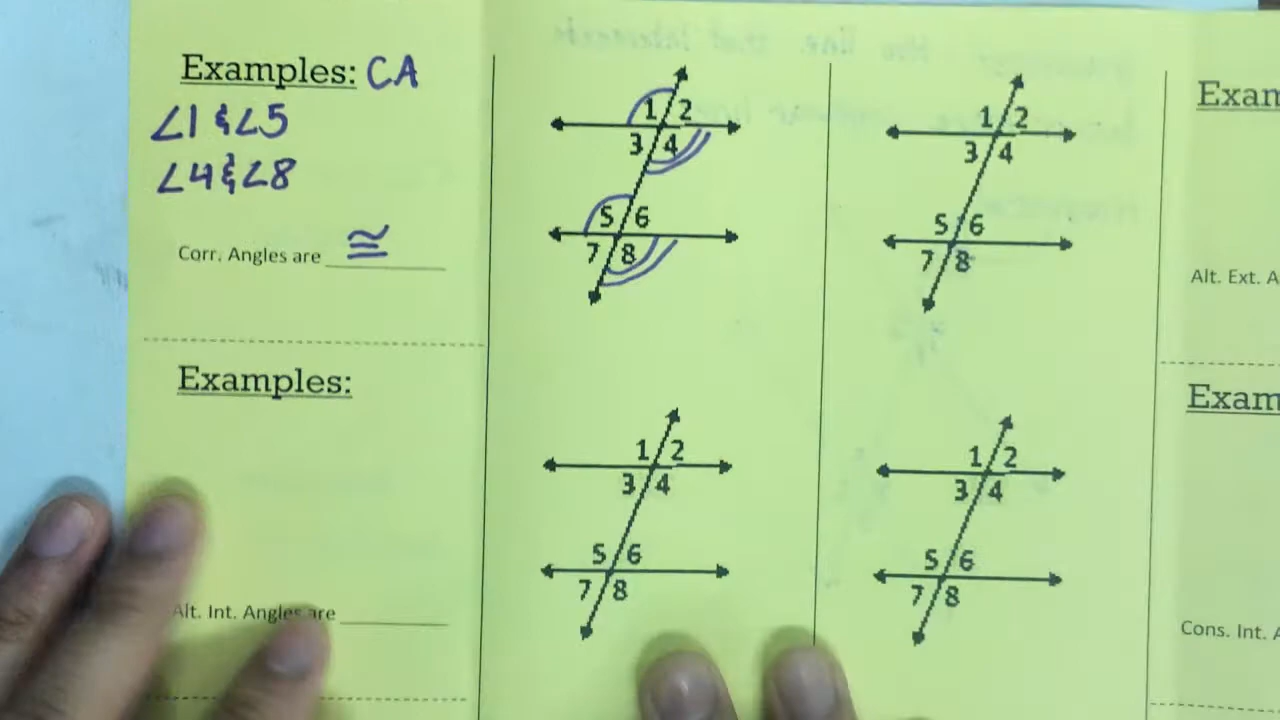 Examples: CA
∠1 & ∠5
∠4 & ∠8
Corr. Angles are ≅
1 2
3 4
5 6
7 8
1 2
3 4
5 6
7 8
Exam
Alt. Ext. A
Examples:
Alt. Int. Angles are
1 2
3 4
5 6
7 8
1 2
3 4
5 6
7 8
Exam
Cons. Int. A